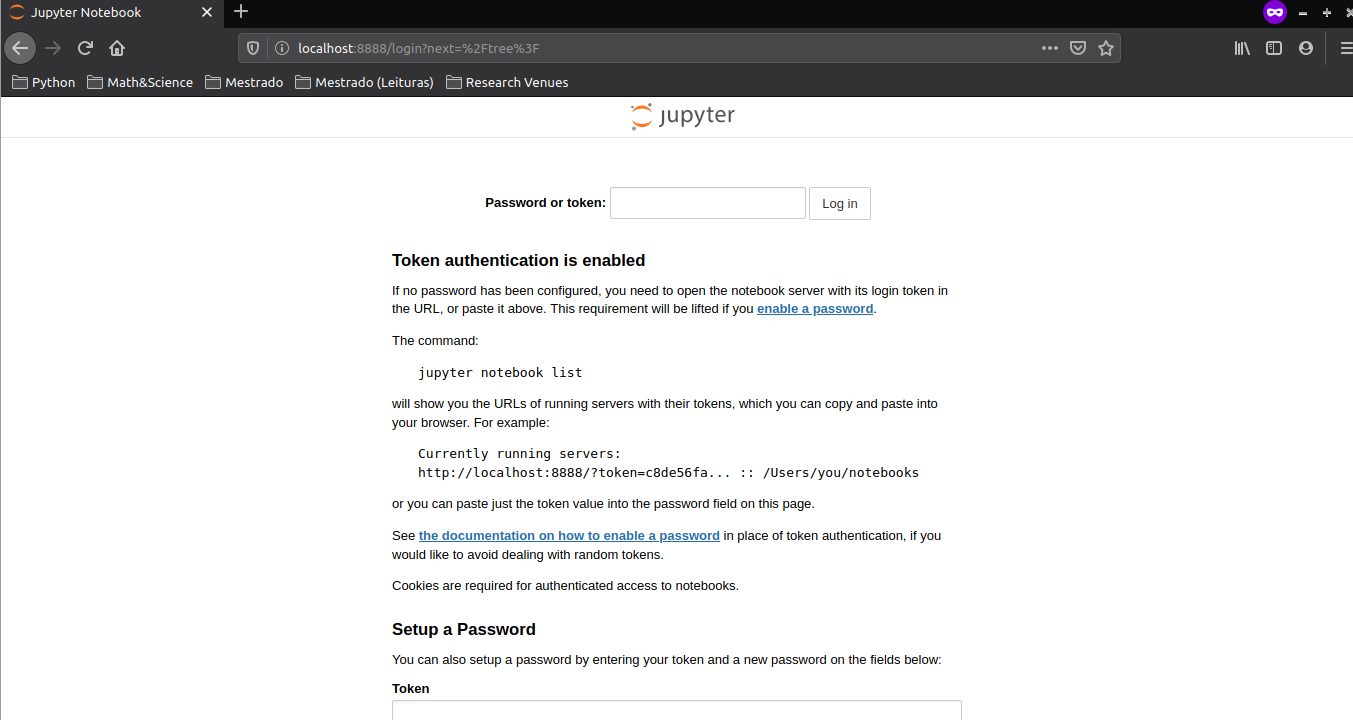 Jupyter Notebook
localhost:8888/login?next=%2Ftree%3F
Python Math&Science Mestrado Mestrado (Leituras) Research Venues
jupyter
Password or token: Log in
Token authentication is enabled
If no password has been configured, you need to open the notebook server with its login token in
the URL, or paste it above. This requirement will be lifted if you enable a password.
The command:
jupyter notebook list
will show you the URLs of running servers with their tokens, which you can copy and paste into
your browser. For example:
Currently running servers:
http://localhost:8888/?token=c8de56fa... :: /Users/you/notebooks
or you can paste just the token value into the password field on this page.
See the documentation on how to enable a password in place of token authentication, if you
would like to avoid dealing with random tokens.
Cookies are required for authenticated access to notebooks.
Setup a Password
You can also setup a password by entering your token and a new password on the fields below:
Token